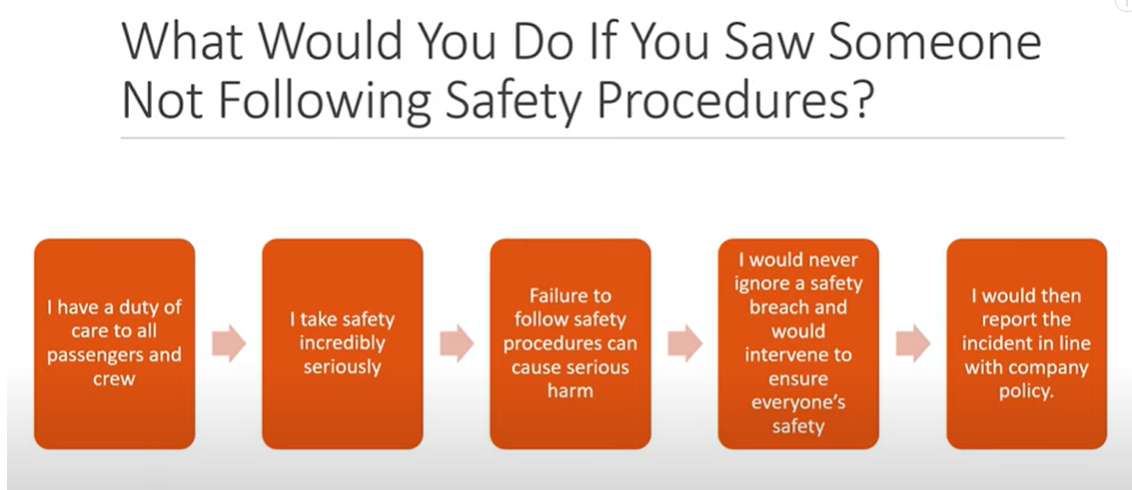 What Would You Do If You Saw Someone
Not Following Safety Procedures?
I have a duty of
care to all
passengers and
crew
I take safety
incredibly
seriously
Failure to
follow safety
procedures can
cause serious
harm
I would never
ignore a safety
breach and
would
intervene to
ensure
everyone’s
safety
I would then
report the
incident in line
with company
policy.